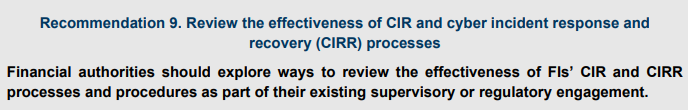 Recommendation 9. Review the effectiveness of CIR and cyber incident response and
recovery (CIRR) processes
Financial authorities should explore ways to review the effectiveness of FIs’ CIR and CIRR
processes and procedures as part of their existing supervisory or regulatory engagement.